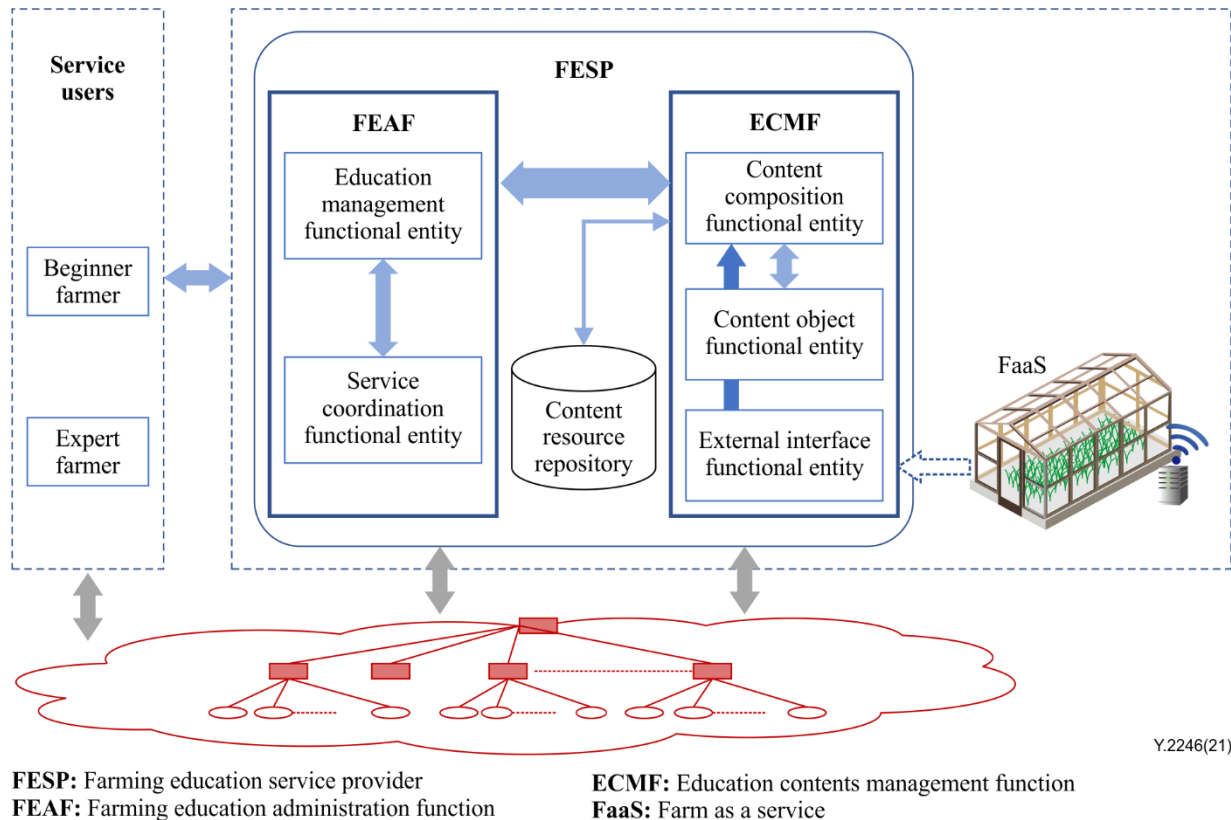 Service
users
Beginner
farmer
Expert
farmer
FESP
FEAF
Education
management
functional entity
Service
coordination
functional entity
Content
resource
repository
ECMF
Content
composition
functional entity
Content object
functional entity
External interface
functional entity
FaaS
Y.2246(21)
FESP: Farming education service provider
FEAF: Farming education administration function
ECMF: Education contents management function
FaaS: Farm as a service